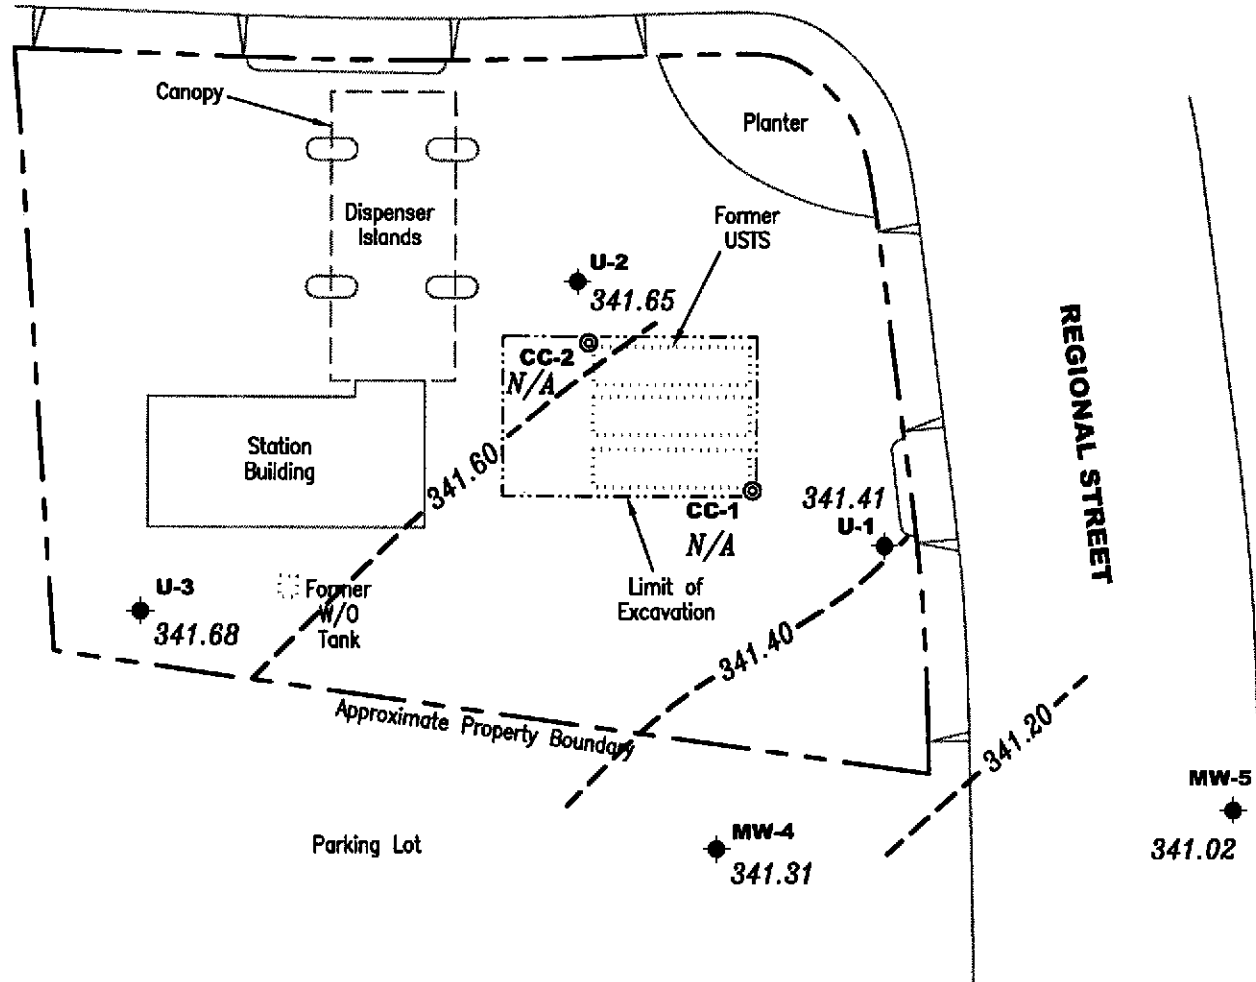 Canopy
Planter
Dispenser
Islands
Former
USTS
U-2
341.65
CC-2
N/A
REGIONAL STREET
Station
Building
341.60
341.41
U-1
CC-1
N/A
U-3
341.68
Former
W/O
Tank
Limit of
Excavation
341.40
Approximate Property Boundary
341.20
MW-5
341.02
Parking Lot
MW-4
341.31